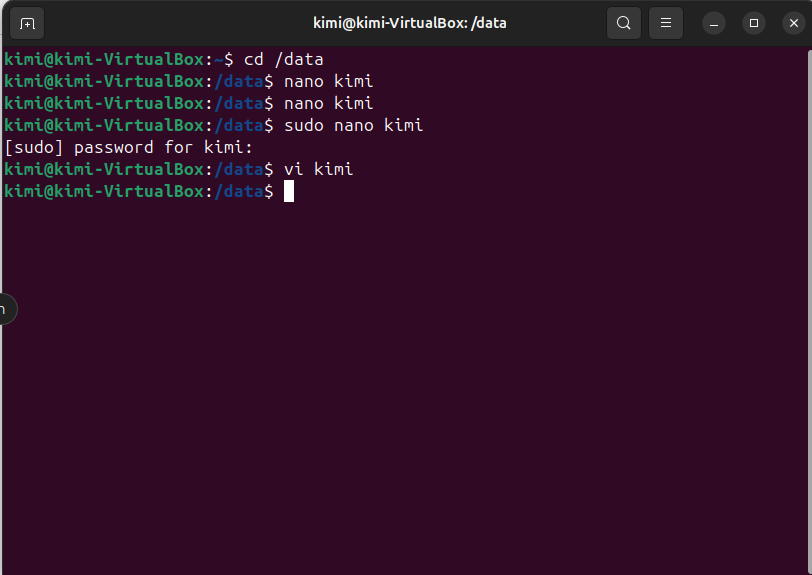 kimi@kimi-VirtualBox: /data
kimi@kimi-VirtualBox:~$ cd /data
kimi@kimi-VirtualBox:/data$ nano kimi
kimi@kimi-VirtualBox:/data$ nano kimi
kimi@kimi-VirtualBox:/data$ sudo nano kimi
[sudo] password for kimi:
kimi@kimi-VirtualBox:/data$ vi kimi
kimi@kimi-VirtualBox:/data$